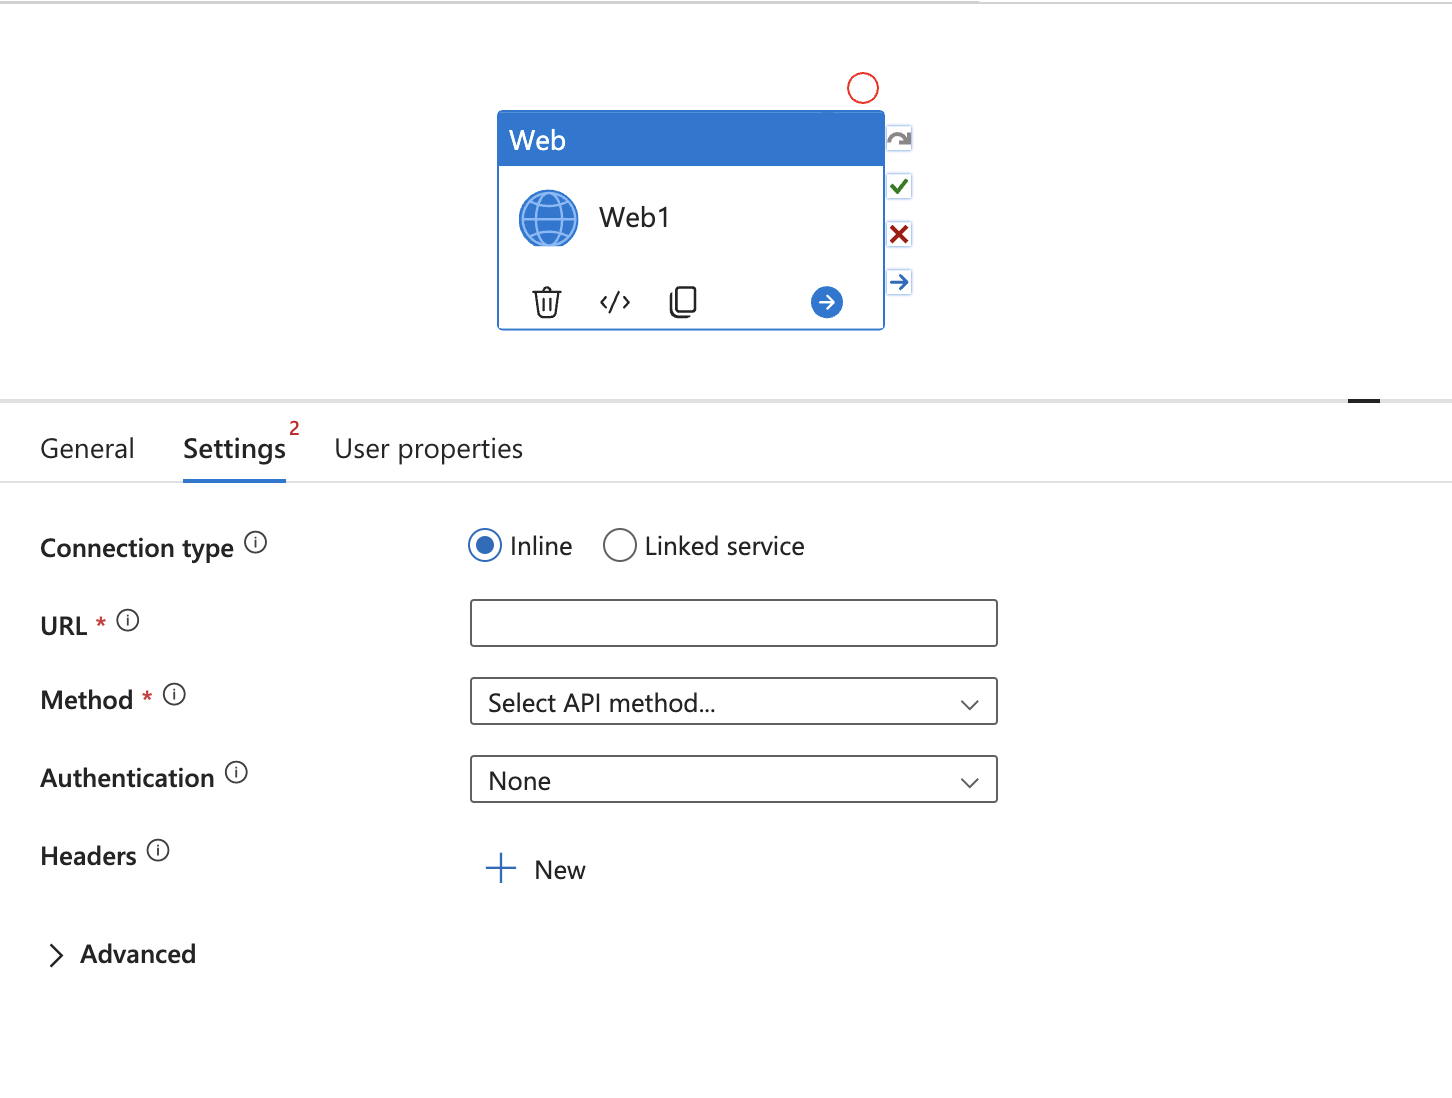 Web
Web1
General Settings 2 User properties
Connection type Inline Linked service
URL *
Method * Select API method...
Authentication None
Headers New
Advanced